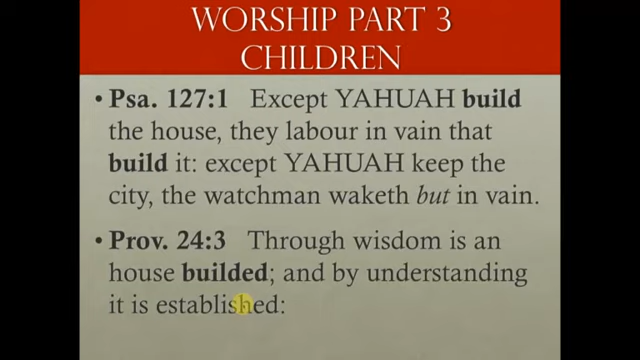 WORSHIP PART 3
CHILDREN
• Psa. 127:1 Except YAHUAH build
the house, they labour in vain that
build it: except YAHUAH keep the
city, the watchman waketh but in vain.
• Prov. 24:3 Through wisdom is an
house builded; and by understanding
it is established: